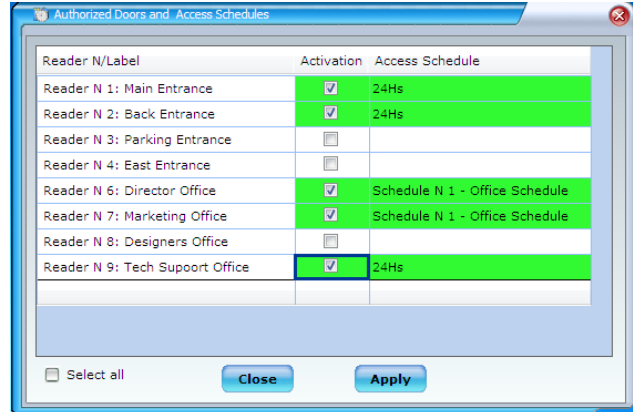 Authorized Doors and Access Schedules
Reader N/Label Activation Access Schedule
Reader N 1: Main Entrance 24Hs
Reader N 2: Back Entrance 24Hs
Reader N 3: Parking Entrance
Reader N 4: East Entrance
Reader N 6: Director Office Schedule N 1 - Office Schedule
Reader N 7: Marketing Office Schedule N 1 - Office Schedule
Reader N 8: Designers Office
Reader N 9: Tech Supoort Office 24Hs
Select all Close Apply